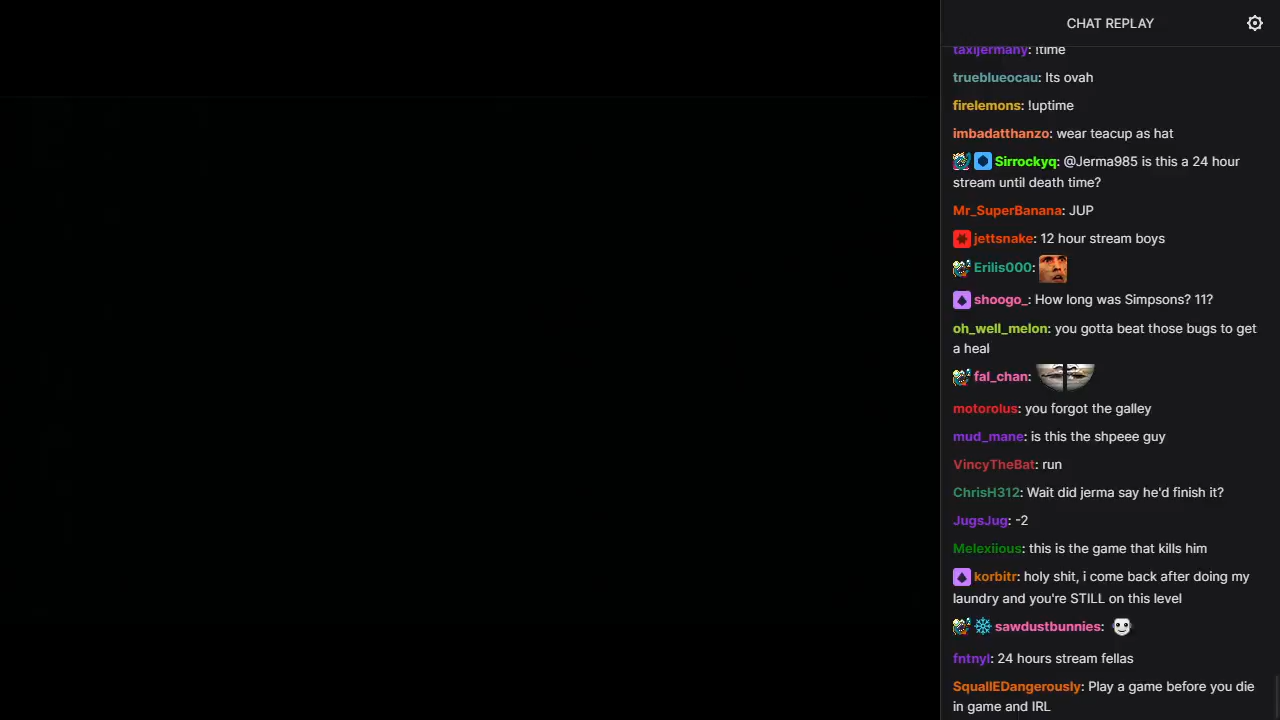 CHAT REPLAY
taxijermany: !time
trueblueocau: Its ovah
firelemons: !uptime
imbadatthanzo: wear teacup as hat
Sirrockyq: @Jerma985 is this a 24 hour
stream until death time?
Mr_SuperBanana: JUP
jettsnake: 12 hour stream boys
Erilis000:
shoogo_: How long was Simpsons? 11?
oh_well_melon: you gotta beat those bugs to get
a heal
fal_chan:
motorolus: you forgot the galley
mud_mane: is this the shpeee guy
VincyTheBat: run
ChrisH312: Wait did jerma say he'd finish it?
JugsJug: -2
Melexiious: this is the game that kills him
korbitr: holy shit, i come back after doing my
laundry and you're STILL on this level
sawdustbunnies:
fntnyl: 24 hours stream fellas
SquallEDangerously: Play a game before you die
in game and IRL